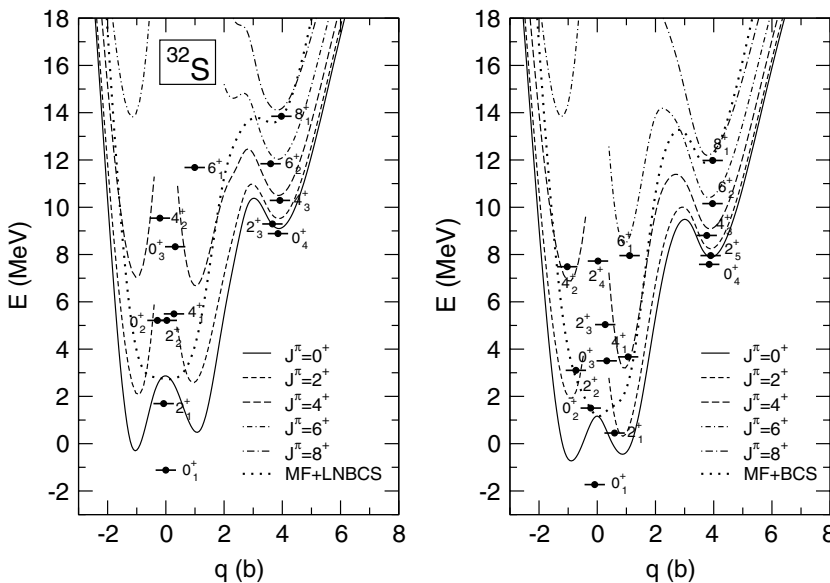 18
16
14
12
10
8
6
4
2
0
-2
E (MeV)
-4 -2 0 2 4 6 8
q (b)
³²S
8₁⁺
6₁⁺
6₂⁺
4₃⁺
4₂⁺
2₃⁺
0₄⁺
0₃⁺
4₁⁺
0₂⁺
2₂⁺
2₁⁺
0₁⁺
J^π=0⁺
J^π=2⁺
J^π=4⁺
J^π=6⁺
J^π=8⁺
MF+LNBCS
18
16
14
12
10
8
6
4
2
0
-2
E (MeV)
-4 -2 0 2 4 6 8
q (b)
8₁⁺
6₂⁺
4₃⁺
6₁⁺
2₅⁺
4₂⁺
2₄⁺
0₄⁺
2₃⁺
4₁⁺
0₃⁺
2₂⁺
0₂⁺
2₁⁺
0₁⁺
J^π=0⁺
J^π=2⁺
J^π=4⁺
J^π=6⁺
J^π=8⁺
MF+BCS